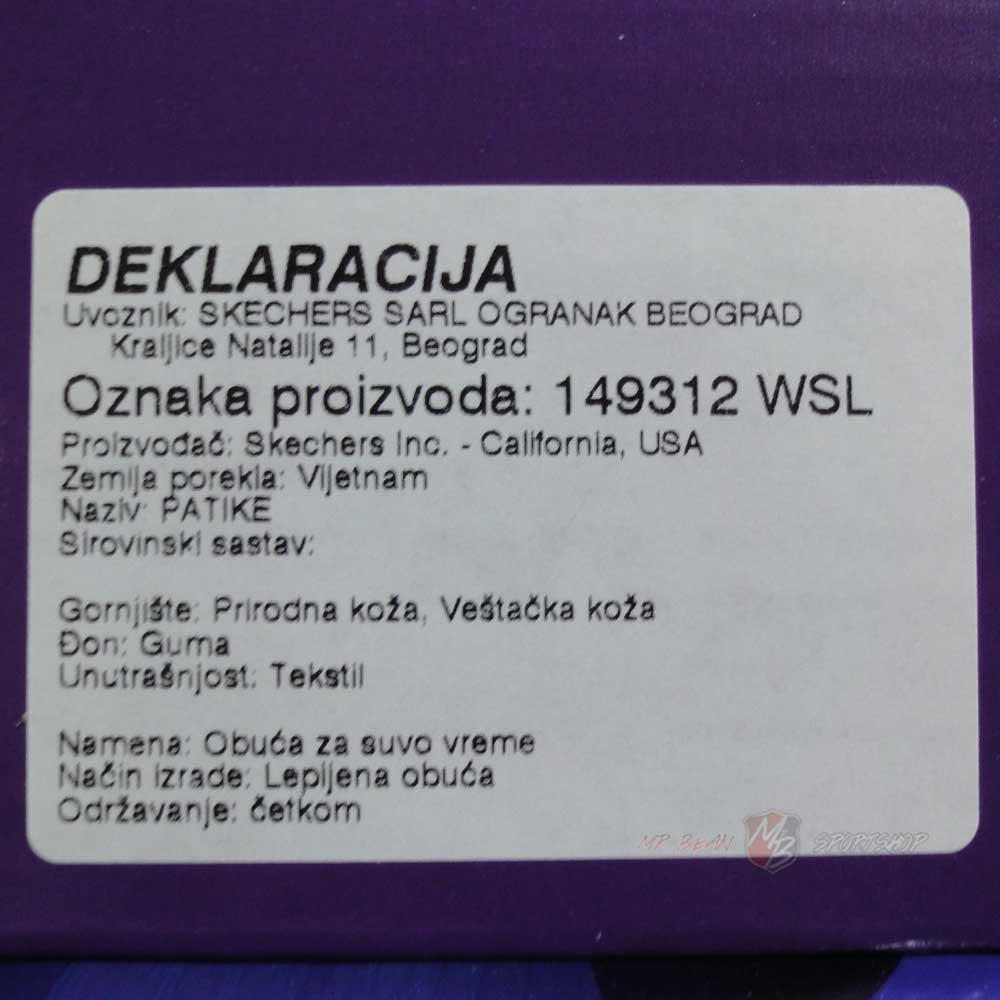 DEKLARACIJA
Uvoznik: SKECHERS SARL OGRANAK BEOGRAD
Kraljice Natalije 11, Beograd
Oznaka proizvoda: 149312 WSL
Proizvođač: Skechers Inc. - California, USA
Zemlja porekla: Vijetnam
Naziv: PATIKE
Sirovinski sastav:
Gornjište: Prirodna koža, Veštačka koža
Đon: Guma
Unutrašnjost: Tekstil
Namena: Obuća za suvo vreme
Način izrade: Lepljena obuća
Održavanje: četkom
MR BEAN MB SPORTSHOP